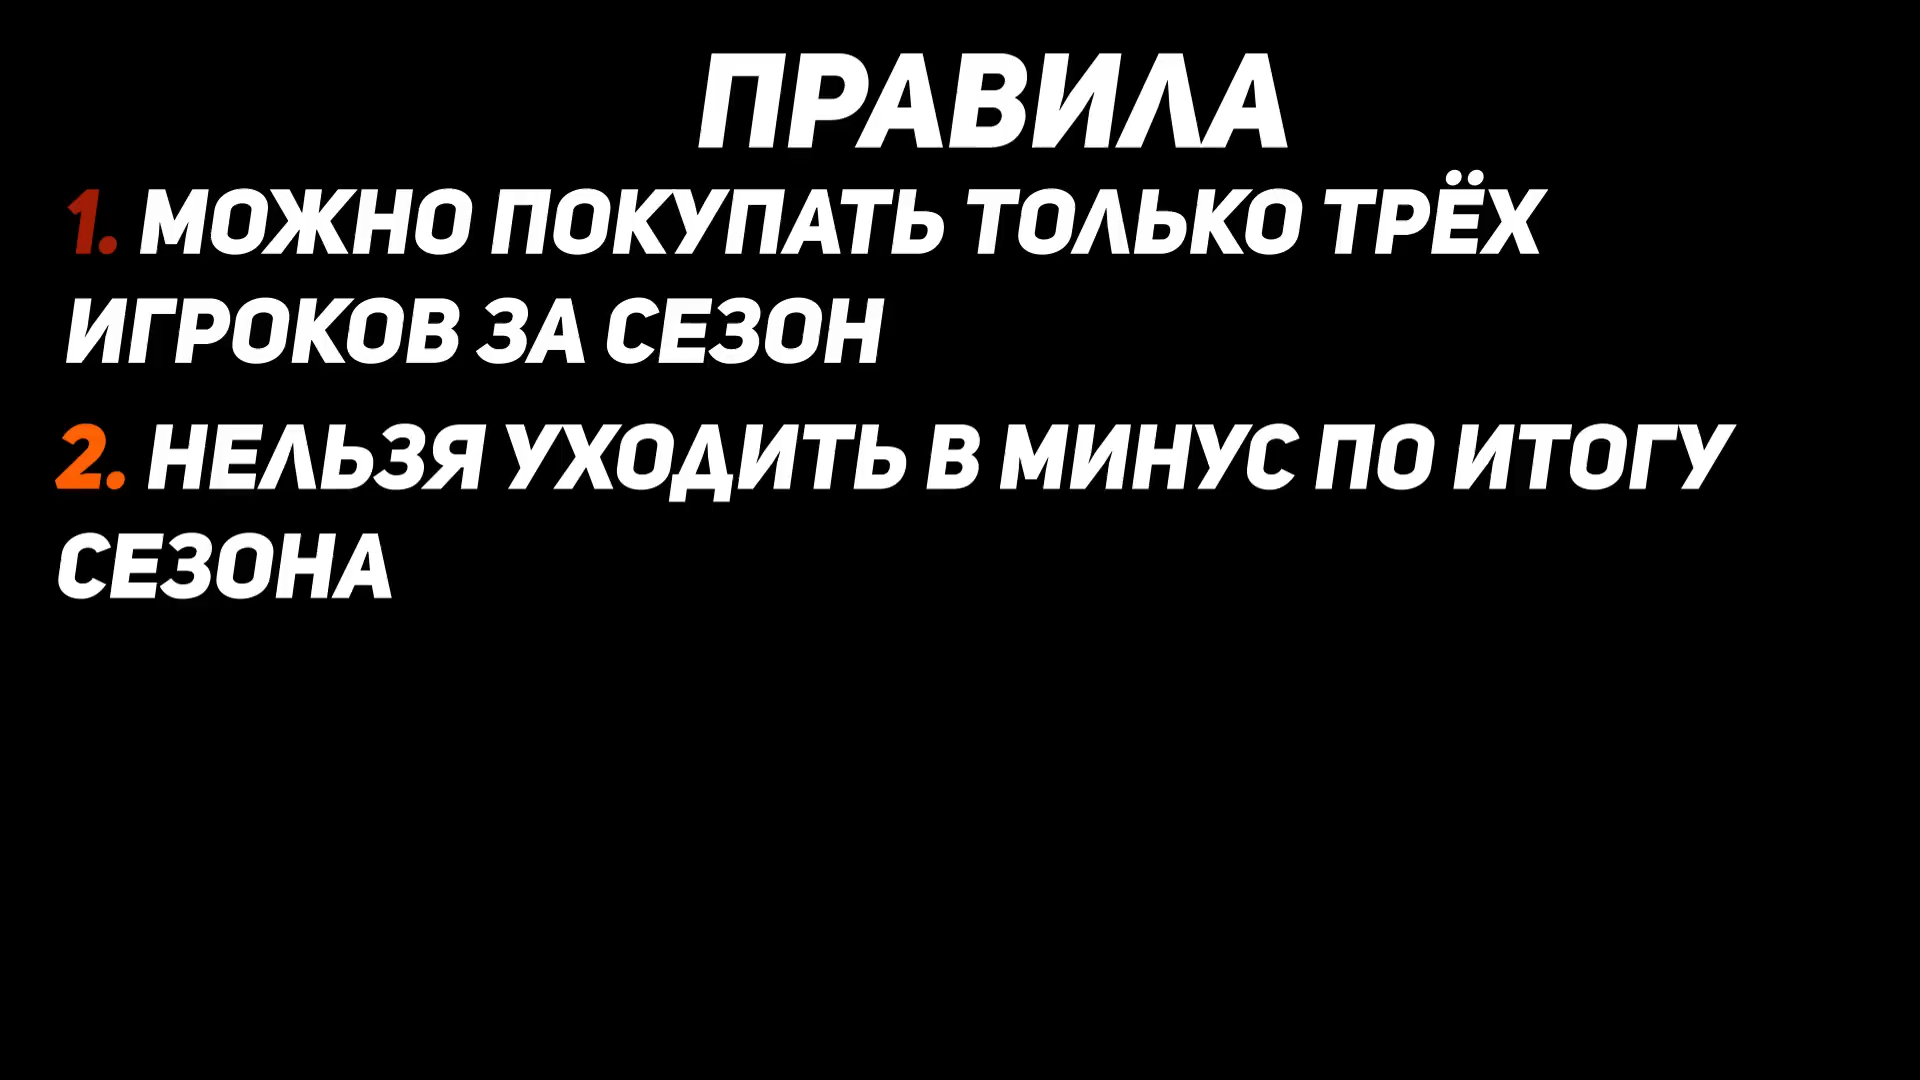 ПРАВИЛА
1. МОЖНО ПОКУПАТЬ ТОЛЬКО ТРЁХ
ИГРОКОВ ЗА СЕЗОН
2. НЕЛЬЗЯ УХОДИТЬ В МИНУС ПО ИТОГУ
СЕЗОНА